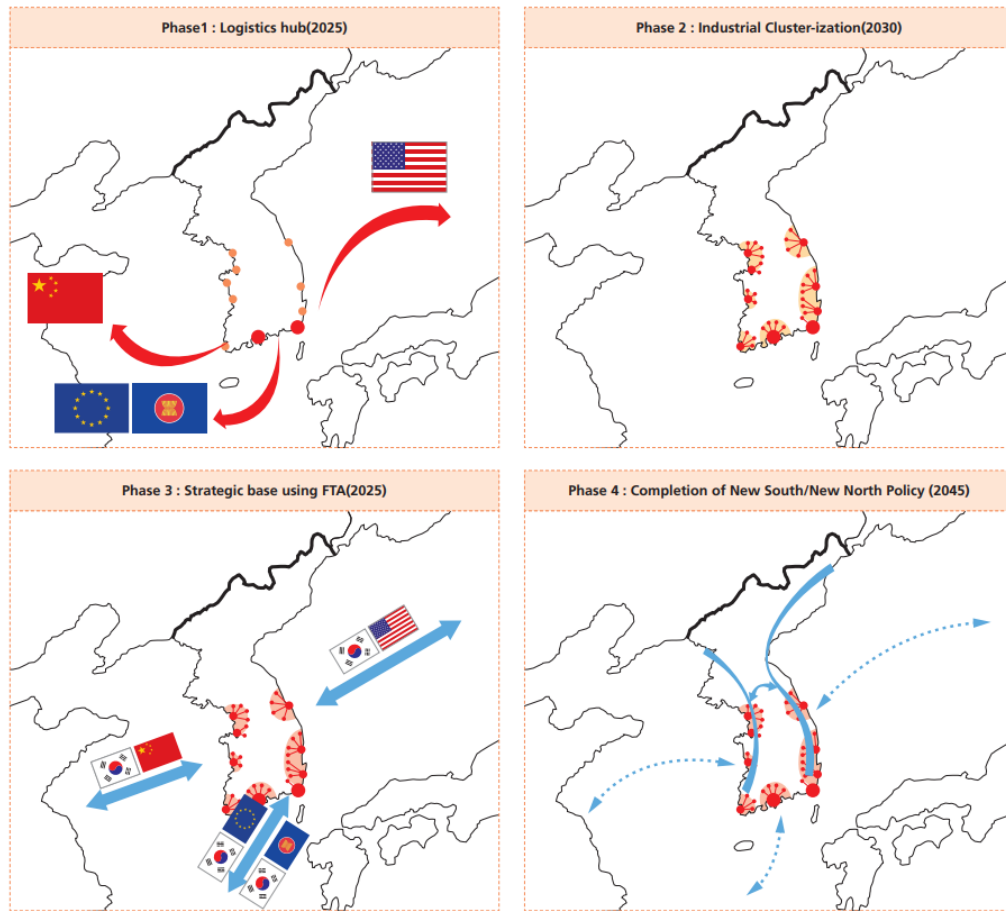 Phase1 : Logistics hub(2025)
Phase 2 : Industrial Cluster-ization(2030)
Phase 3 : Strategic base using FTA(2025)
Phase 4 : Completion of New South/New North Policy (2045)